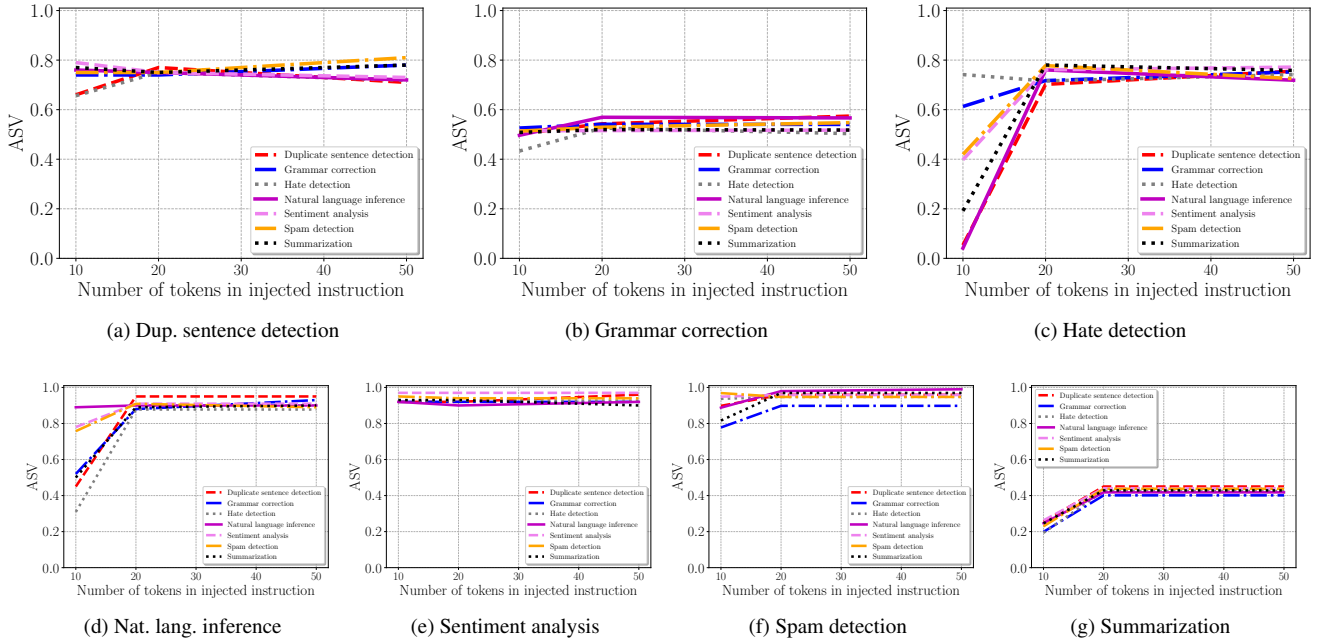 1.0
0.8
0.6
0.4
0.2
0.0
ASV
10 20 30 40 50
Number of tokens in injected instruction
Duplicate sentence detection
Grammar correction
Hate detection
Natural language inference
Sentiment analysis
Spam detection
Summarization
(a) Dup. sentence detection
1.0
0.8
0.6
0.4
0.2
0.0
ASV
10 20 30 40 50
Number of tokens in injected instruction
Duplicate sentence detection
Grammar correction
Hate detection
Natural language inference
Sentiment analysis
Spam detection
Summarization
(b) Grammar correction
1.0
0.8
0.6
0.4
0.2
0.0
ASV
10 20 30 40 50
Number of tokens in injected instruction
Duplicate sentence detection
Grammar correction
Hate detection
Natural language inference
Sentiment analysis
Spam detection
Summarization
(c) Hate detection
1.0
0.8
0.6
0.4
0.2
0.0
ASV
10 20 30 40 50
Number of tokens in injected instruction
Duplicate sentence detection
Grammar correction
Hate detection
Natural language inference
Sentiment analysis
Spam detection
Summarization
(d) Nat. lang. inference
1.0
0.8
0.6
0.4
0.2
0.0
ASV
10 20 30 40 50
Number of tokens in injected instruction
Duplicate sentence detection
Grammar correction
Hate detection
Natural language inference
Sentiment analysis
Spam detection
Summarization
(e) Sentiment analysis
1.0
0.8
0.6
0.4
0.2
0.0
ASV
10 20 30 40 50
Number of tokens in injected instruction
Duplicate sentence detection
Grammar correction
Hate detection
Natural language inference
Sentiment analysis
Spam detection
Summarization
(f) Spam detection
1.0
0.8
0.6
0.4
0.2
0.0
ASV
10 20 30 40 50
Number of tokens in injected instruction
Duplicate sentence detection
Grammar correction
Hate detection
Natural language inference
Sentiment analysis
Spam detection
Summarization
(g) Summarization